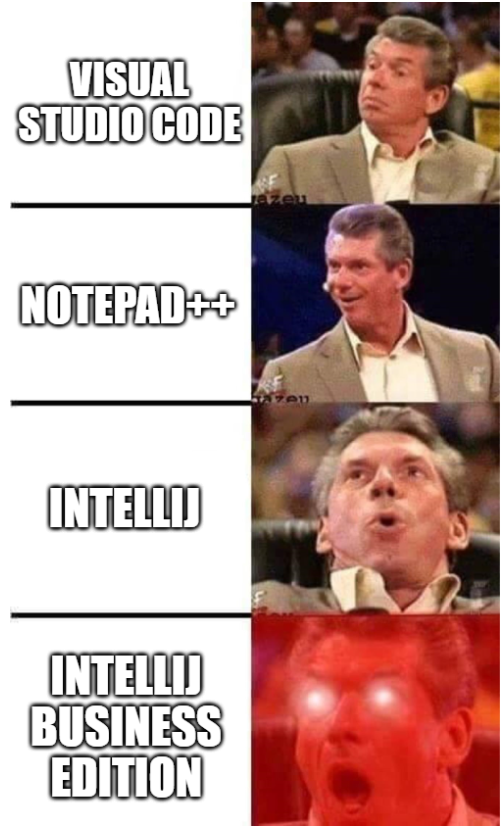 VISUAL
STUDIO CODE
NOTEPAD++
INTELLIJ
INTELLIJ
BUSINESS
EDITION